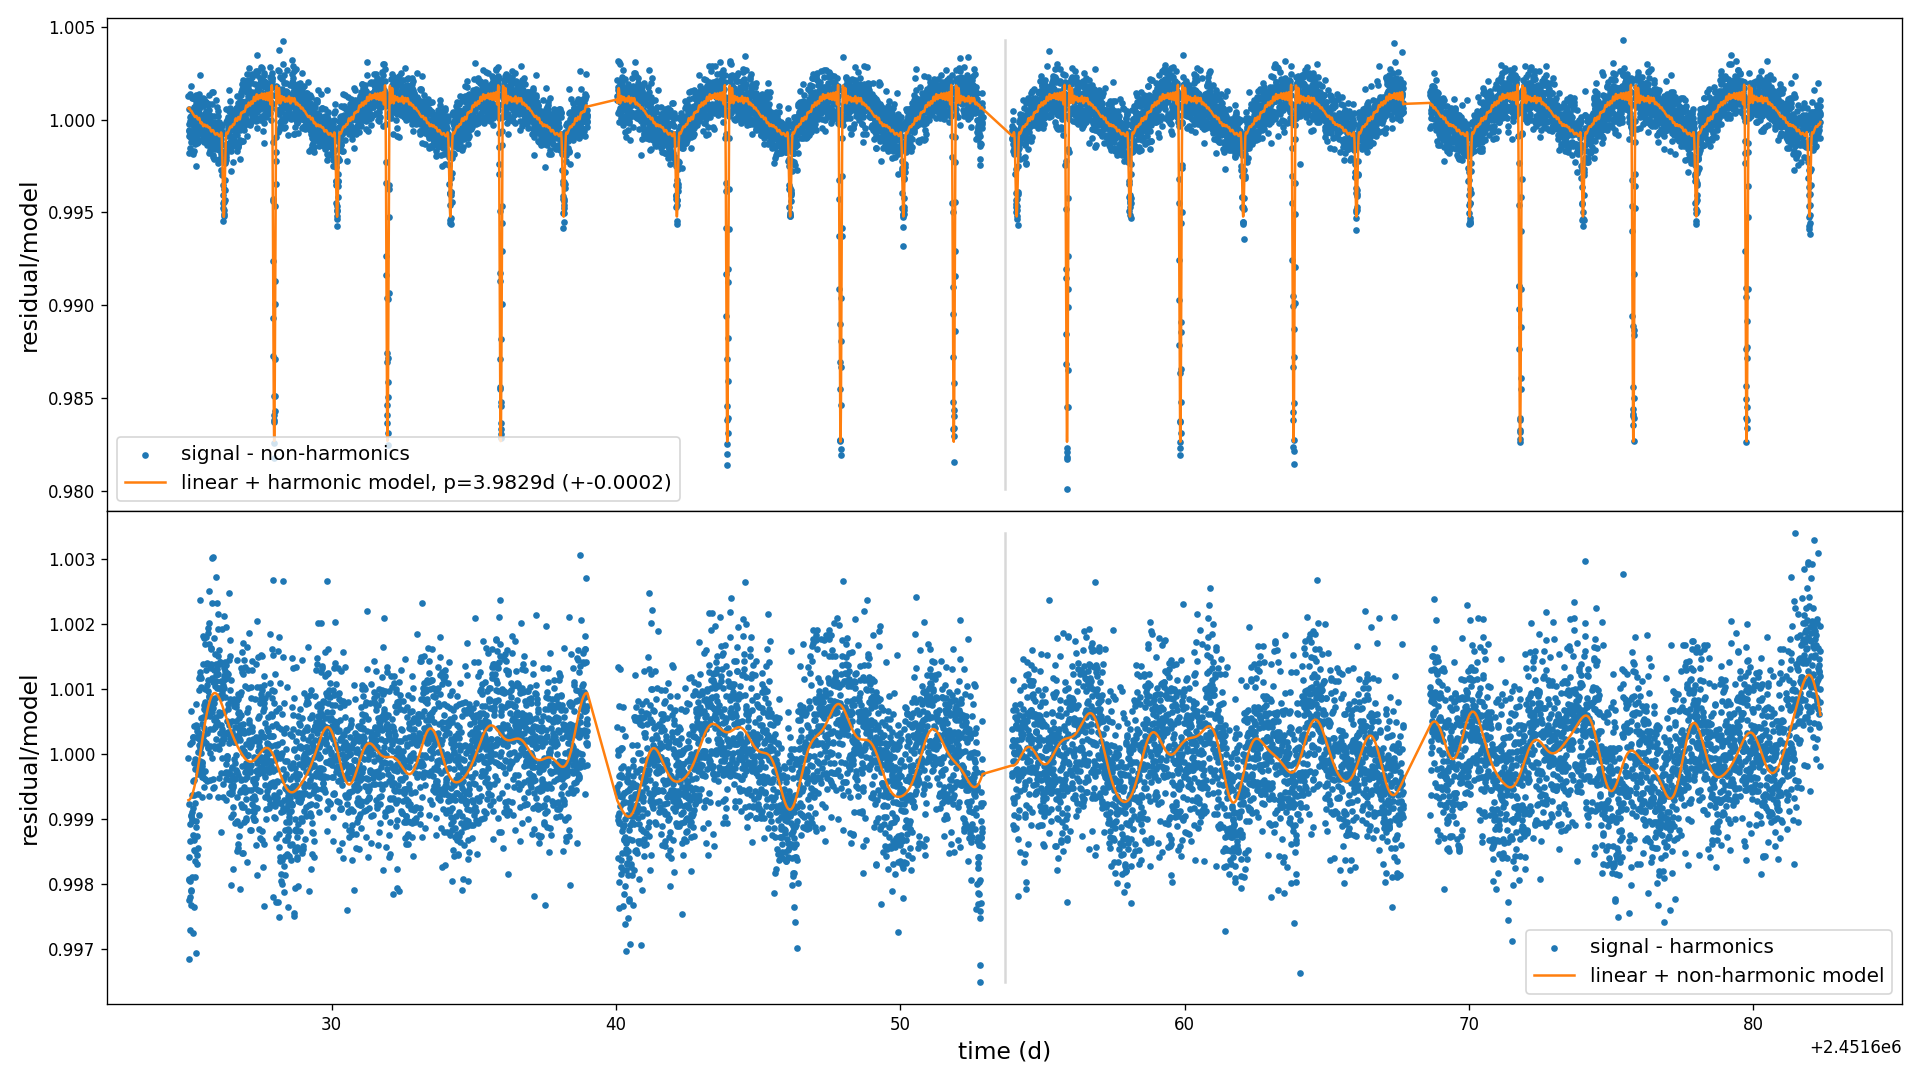 1.005
1.000
0.995
0.990
0.985
0.980
residual/model
signal - non-harmonics
linear + harmonic model, p=3.9829d (+-0.0002)
1.003
1.002
1.001
1.000
0.999
0.998
0.997
residual/model
signal - harmonics
linear + non-harmonic model
30
40
50
60
70
80
time (d)
+2.4516e6